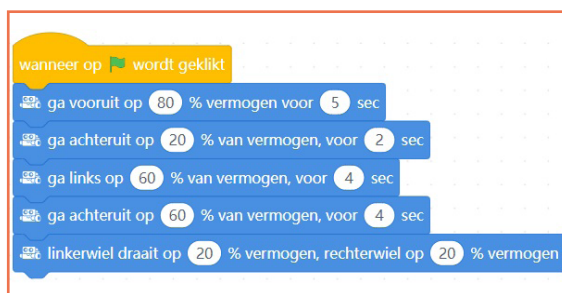 wanneer op wordt geklikt
ga vooruit op 80 % vermogen voor 5 sec
ga achteruit op 20 % van vermogen, voor 2 sec
ga links op 60 % van vermogen, voor 4 sec
ga achteruit op 60 % van vermogen, voor 4 sec
linkerwiel draait op 20 % vermogen, rechterwiel op 20 % vermogen